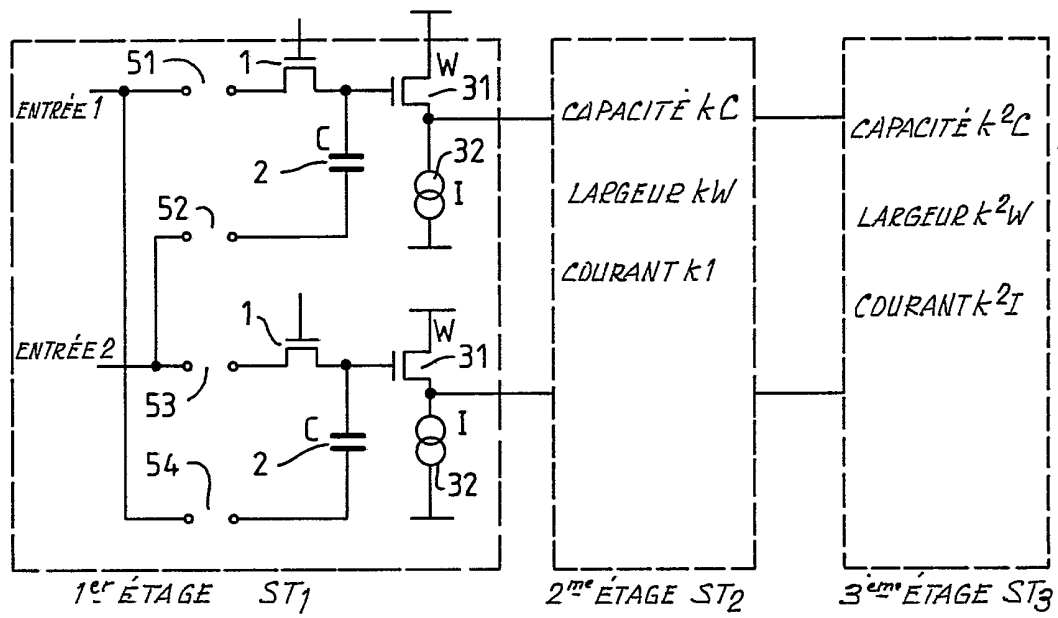 51
1
W
31
ENTRÉE 1
C
2
32
I
52
CAPACITÉ kC
LARGEUR kW
COURANT k1
CAPACITÉ k²C
LARGEUR k²W
COURANT k²I
1
W
31
ENTRÉE 2
53
C
2
I
32
54
1er ÉTAGE ST1
2me ÉTAGE ST2
3ème ÉTAGE ST3